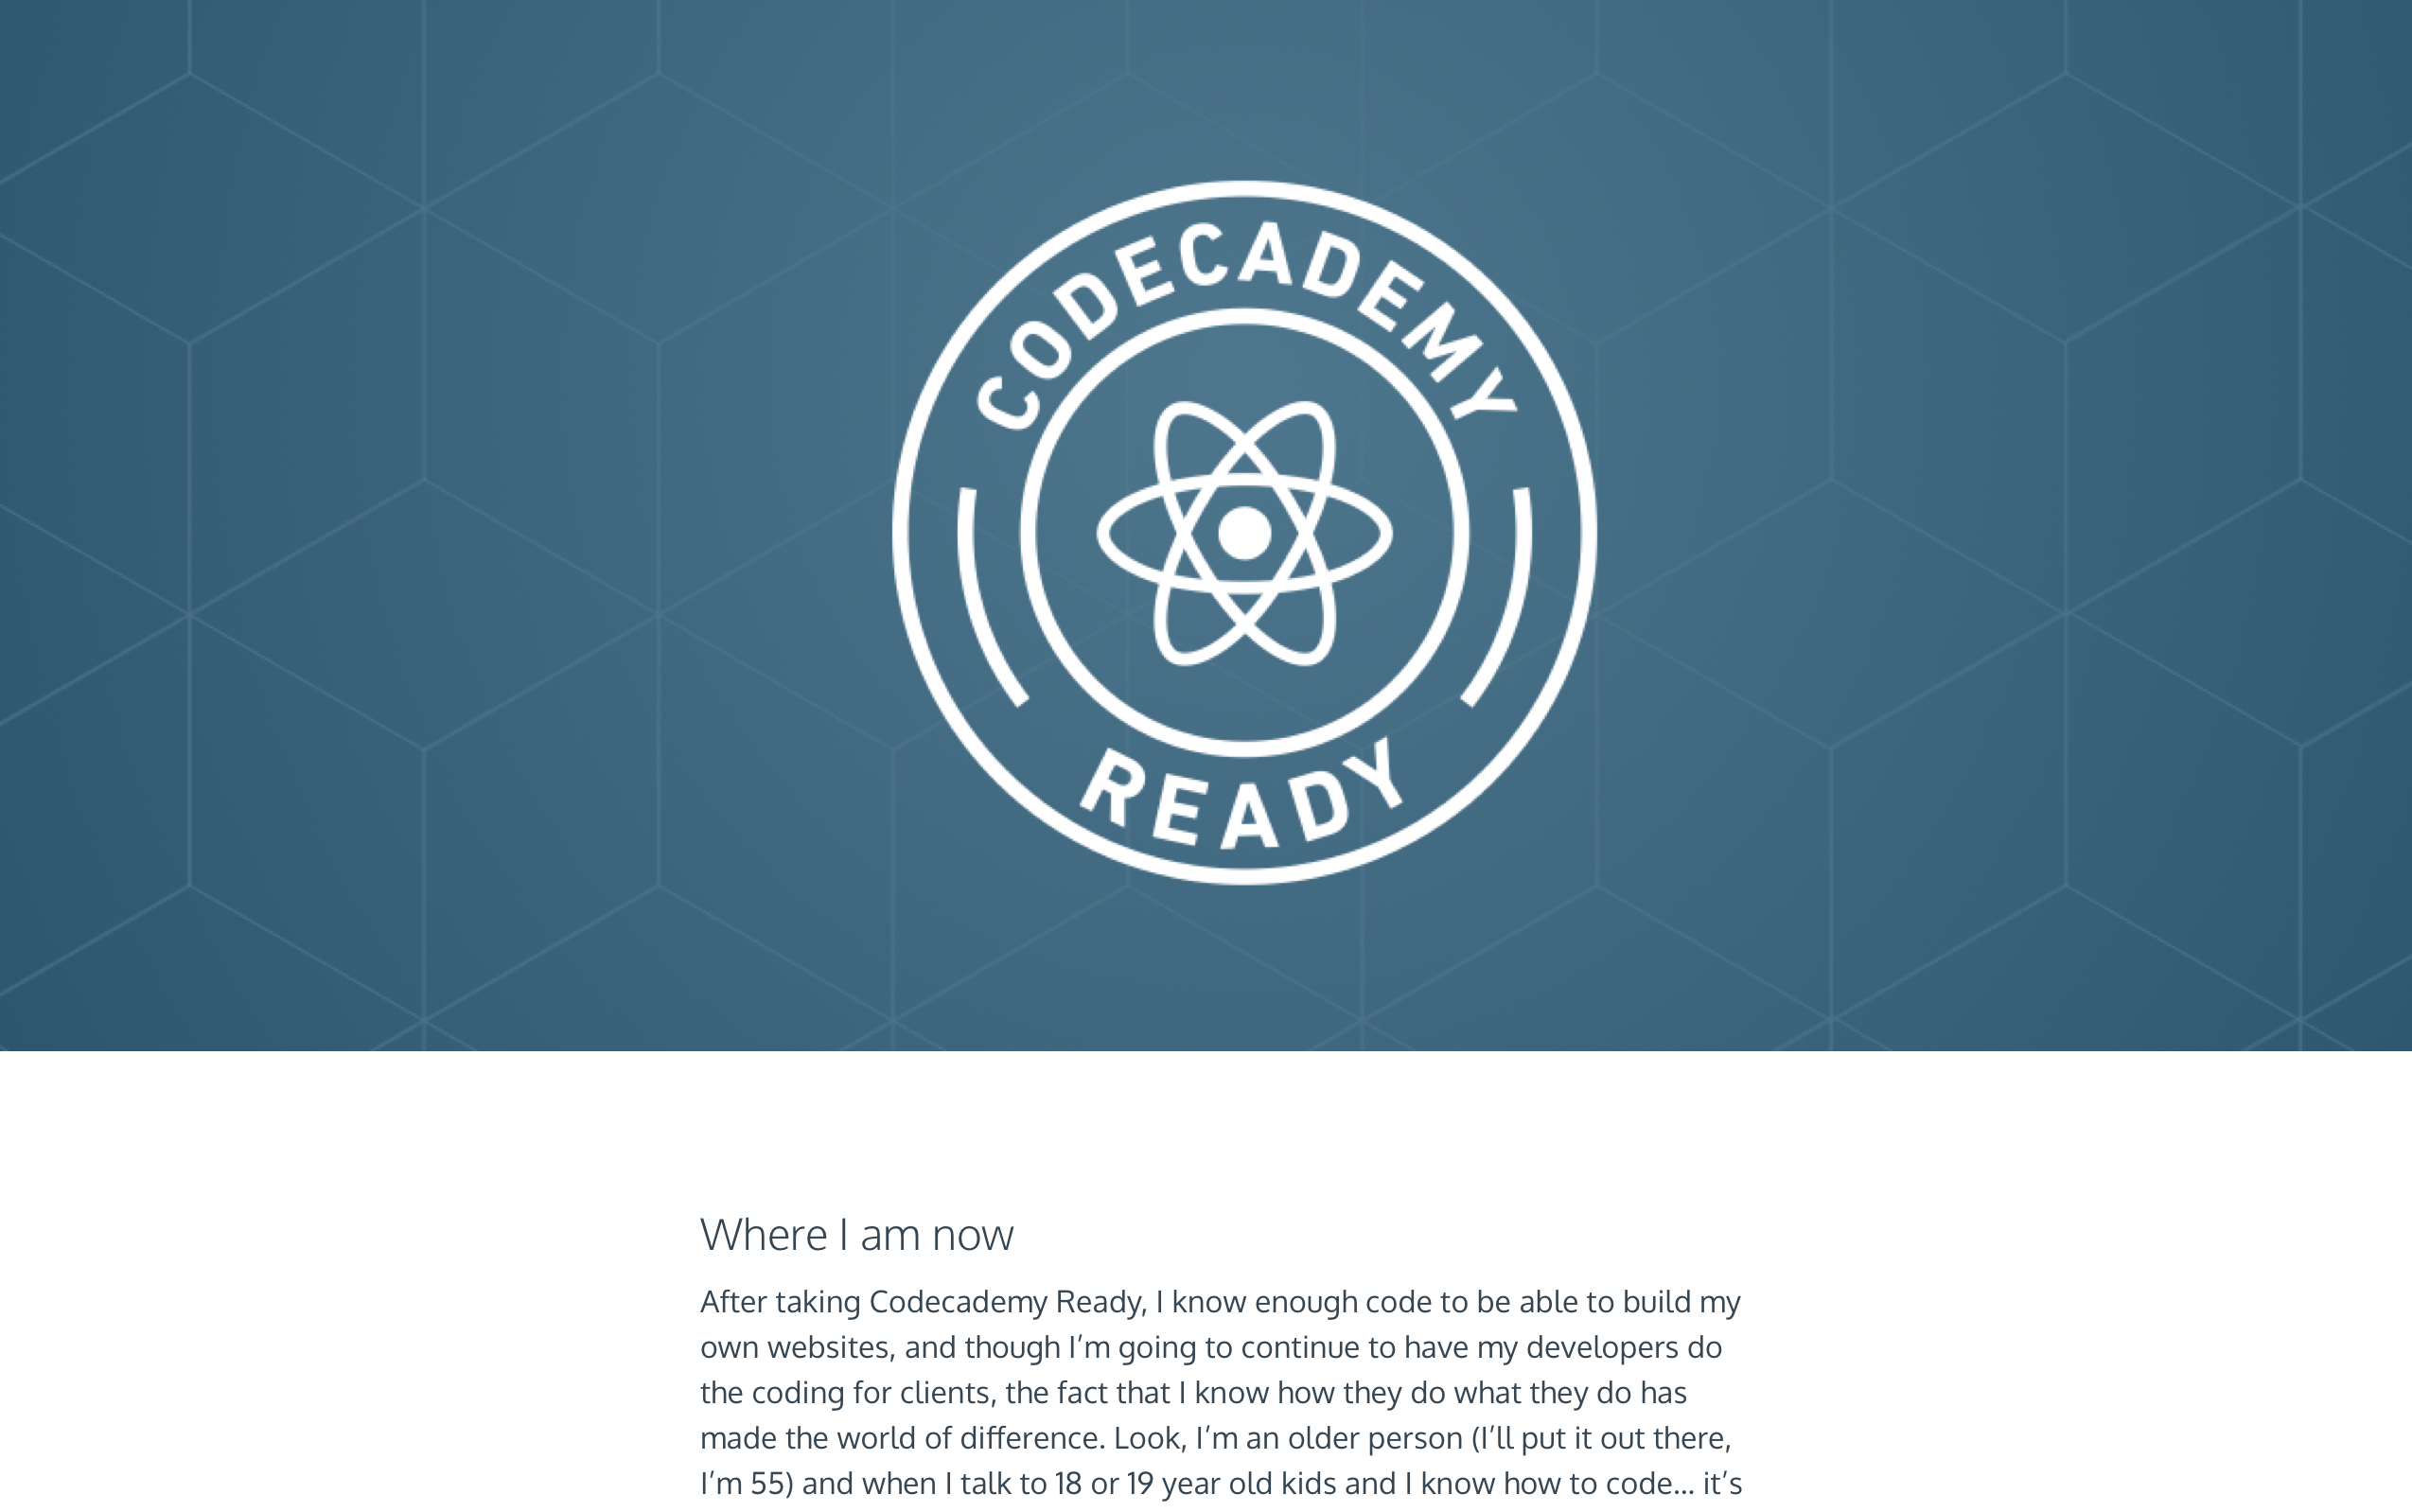 CODECADEMY
READY
Where I am now
After taking Codecademy Ready, I know enough code to be able to build my
own websites, and though I’m going to continue to have my developers do
the coding for clients, the fact that I know how they do what they do has
made the world of difference. Look, I’m an older person (I’ll put it out there,
I’m 55) and when I talk to 18 or 19 year old kids and I know how to code… it’s